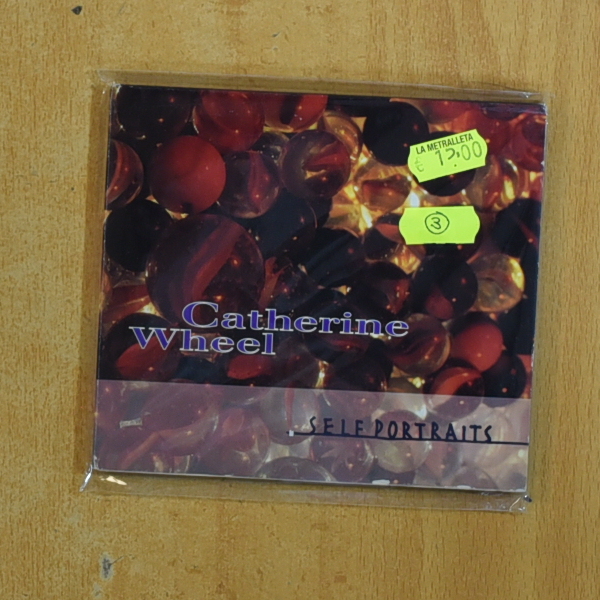 LA METRALLETA
€ 12,00
3
Catherine
Wheel
SELF PORTRAITS